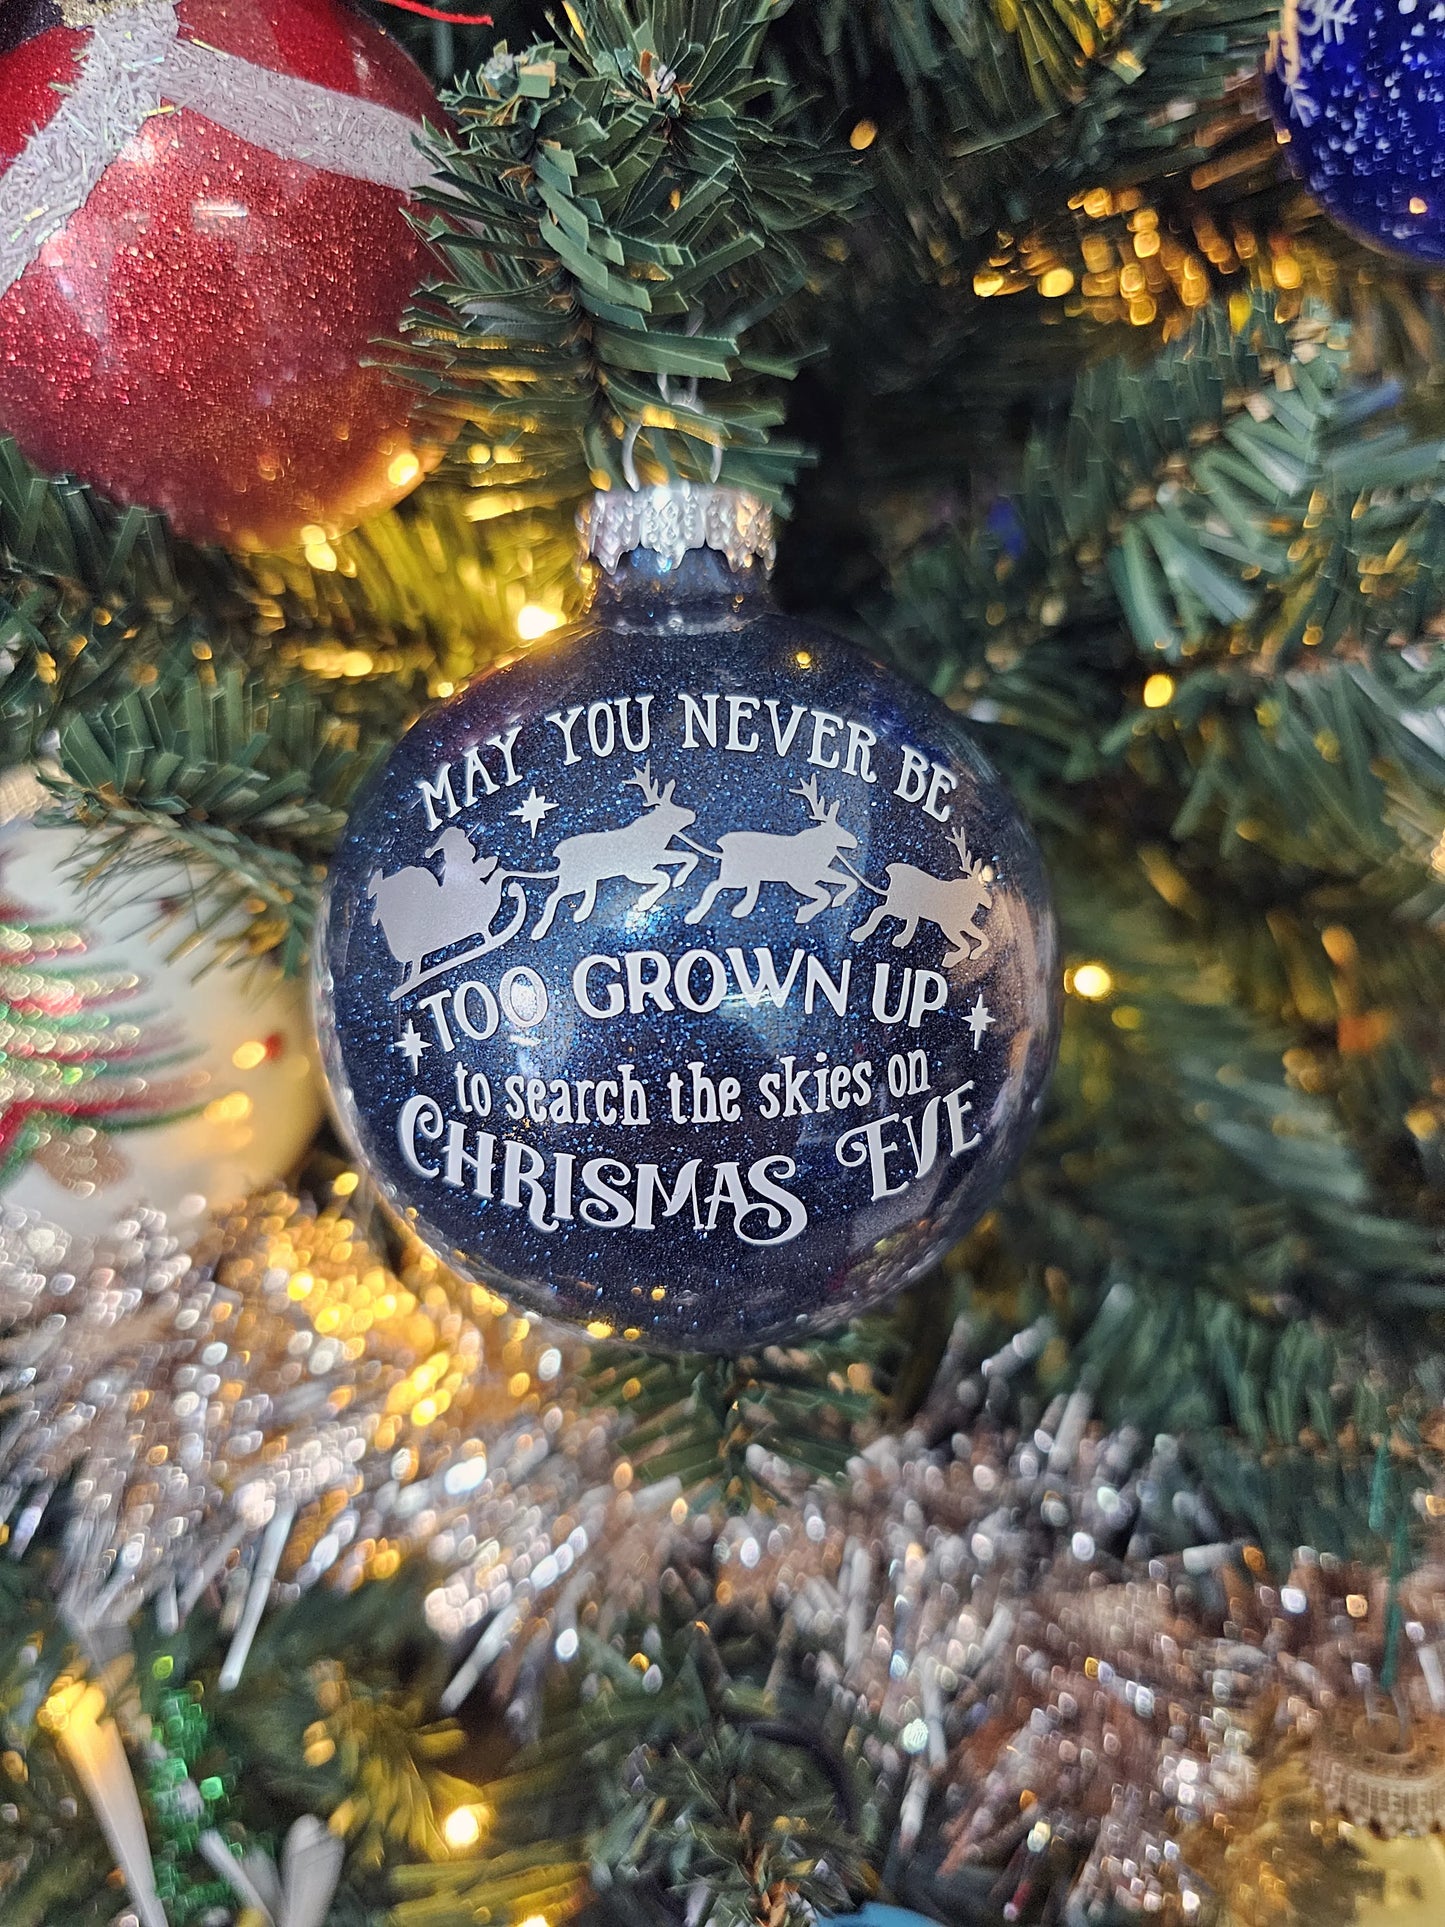 MAY YOU NEVER BE
TOO GROWN UP
to search the skies on
CHRISMAS EVE